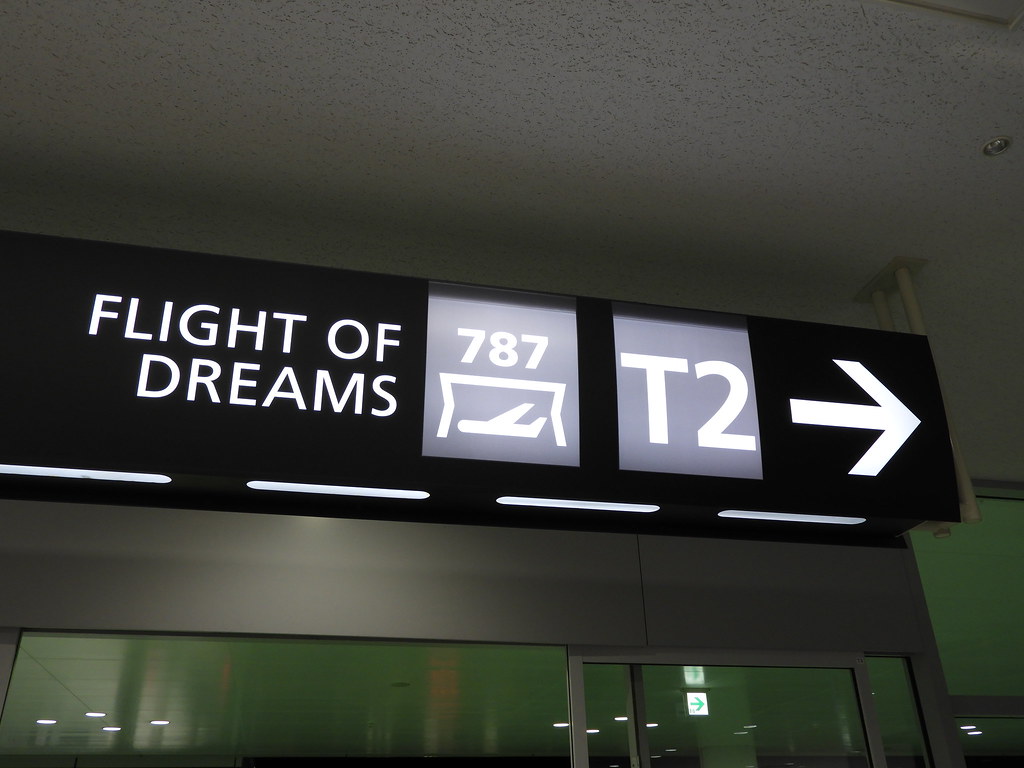 FLIGHT OF
DREAMS
787
T2